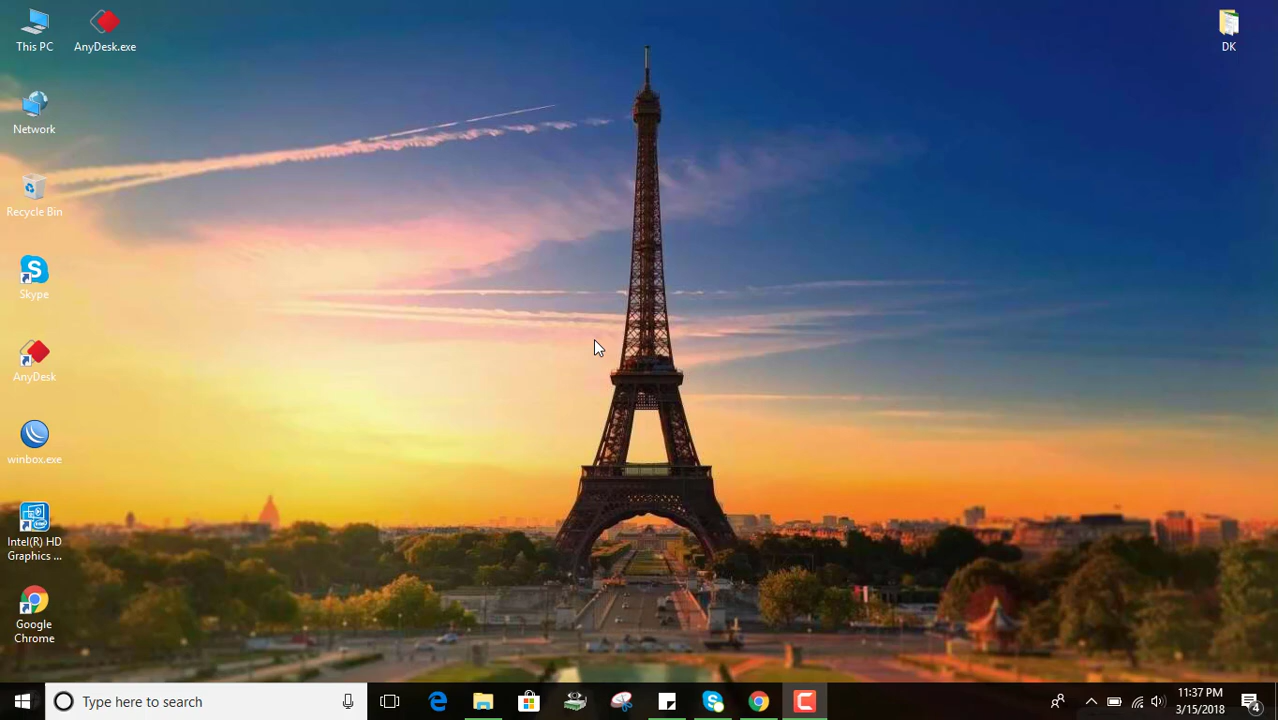 This PC
AnyDesk.exe
DK
Network
Recycle Bin
Skype
AnyDesk
winbox.exe
Intel(R) HD
Graphics ...
Google
Chrome
Type here to search
11:37 PM
3/15/2018
4